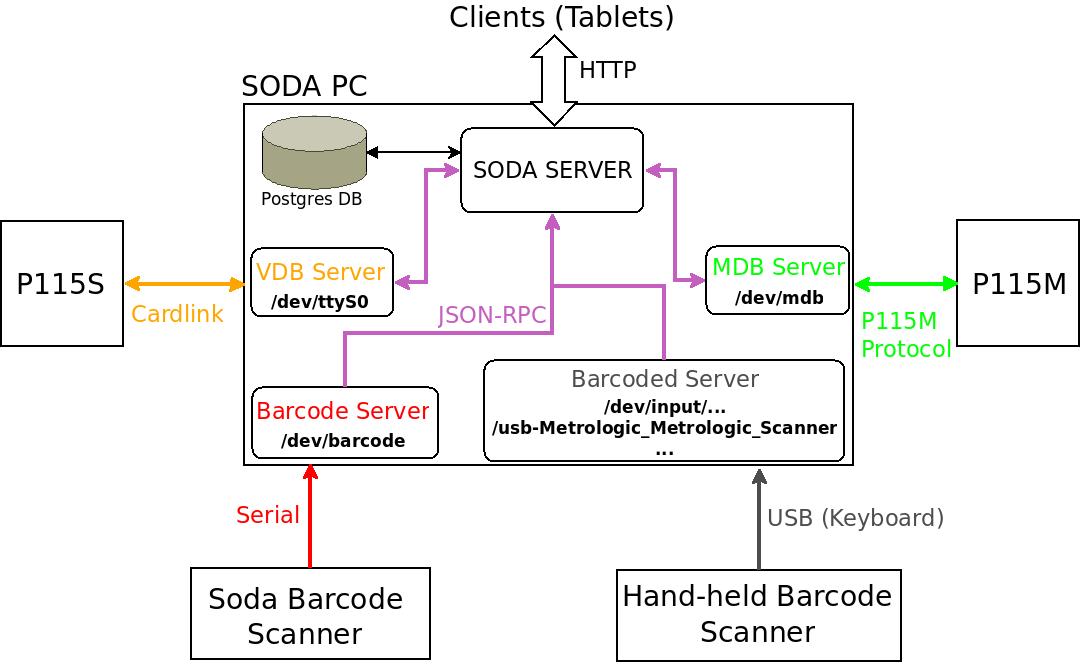 Clients (Tablets)
HTTP
SODA PC
SODA SERVER
Postgres DB
P115S
Cardlink
VDB Server
/dev/ttyS0
MDB Server
/dev/mdb
P115M
P115M
Protocol
JSON-RPC
Barcode Server
/dev/barcode
Barcoded Server
/dev/input/...
/usb-Metrologic_Metrologic_Scanner
...
Serial
USB (Keyboard)
Soda Barcode
Scanner
Hand-held Barcode
Scanner